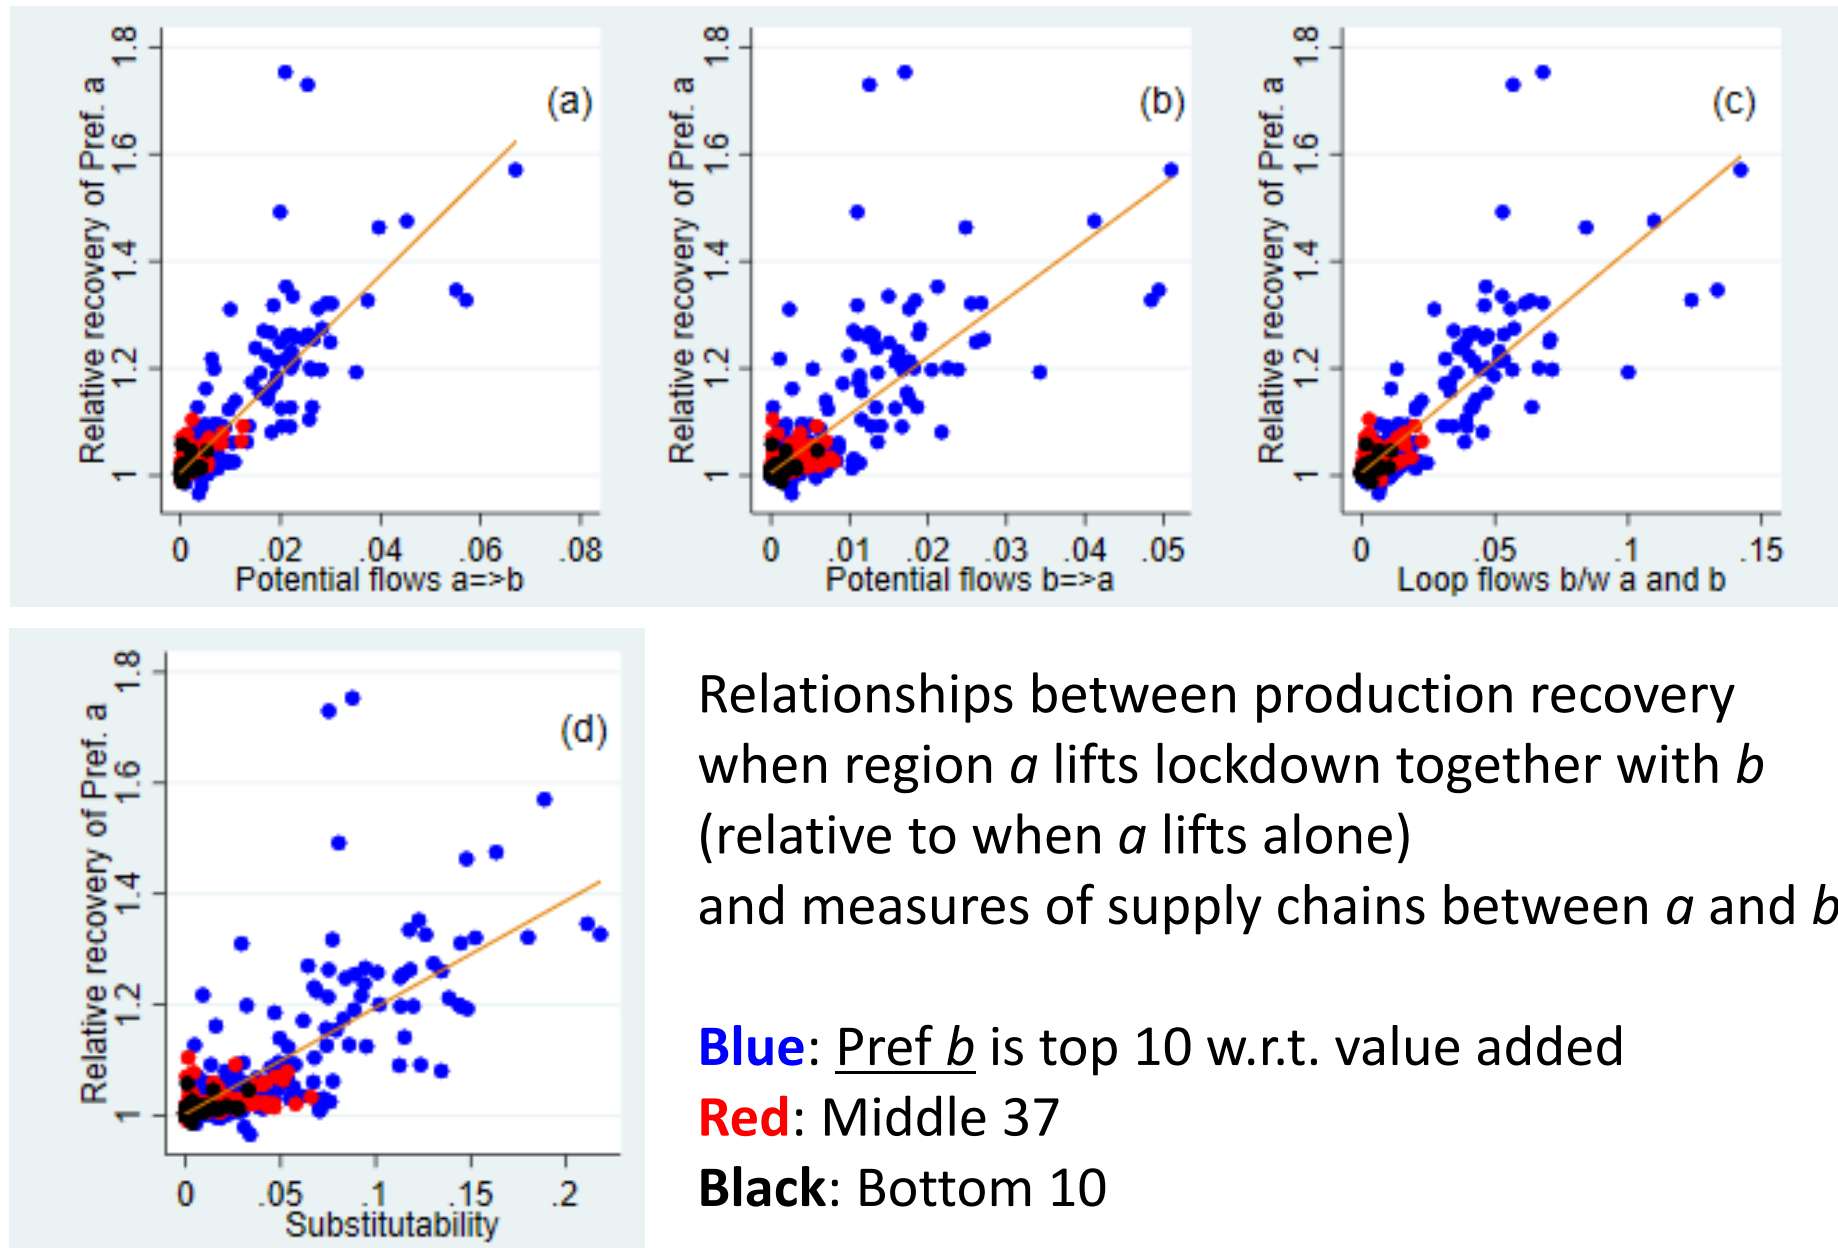 Relative recovery of Pref. a
1 1.2 1.4 1.6 1.8
(a)
0 .02 .04 .06 .08
Potential flows a=>b
Relative recovery of Pref. a
1 1.2 1.4 1.6 1.8
(b)
0 .01 .02 .03 .04 .05
Potential flows b=>a
Relative recovery of Pref. a
1 1.2 1.4 1.6 1.8
(c)
0 .05 .1 .15
Loop flows b/w a and b
Relative recovery of Pref. a
1 1.2 1.4 1.6 1.8
(d)
0 .05 .1 .15 .2
Substitutability
Relationships between production recovery
when region a lifts lockdown together with b
(relative to when a lifts alone)
and measures of supply chains between a and b
Blue: Pref b is top 10 w.r.t. value added
Red: Middle 37
Black: Bottom 10